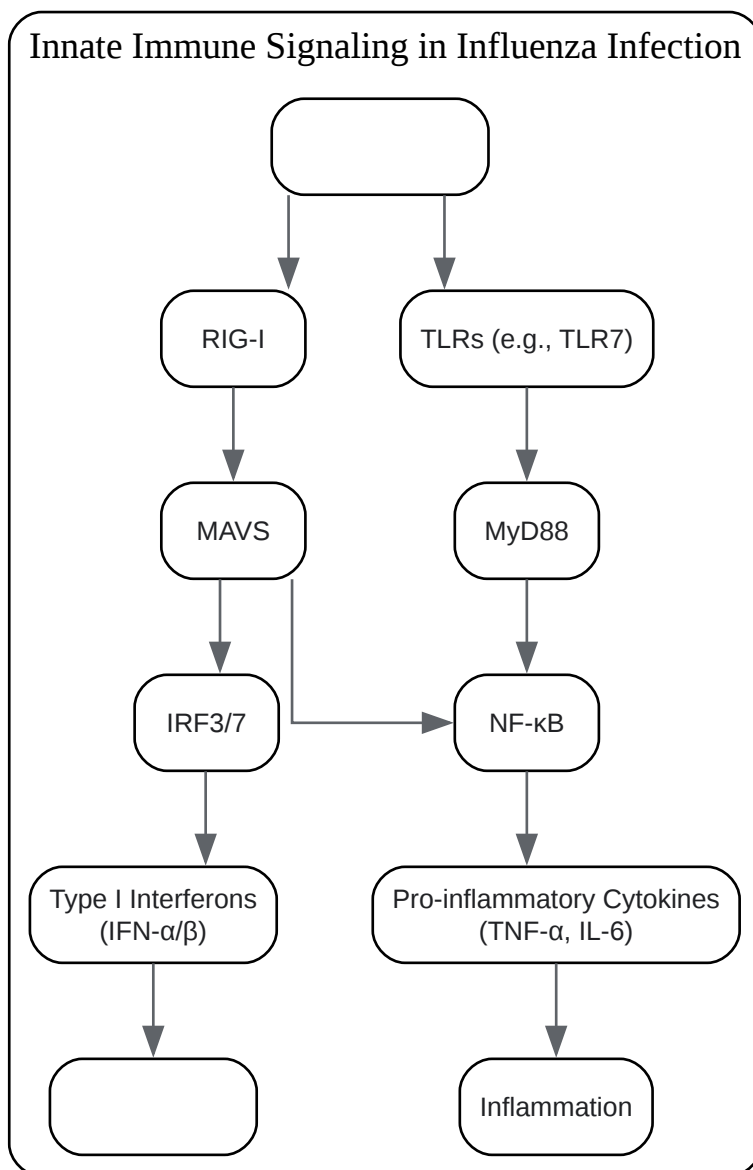 Innate Immune Signaling in Influenza Infection
RIG-I
TLRs (e.g., TLR7)
MAVS
MyD88
IRF3/7
NF-κB
Type I Interferons
(IFN-α/β)
Pro-inflammatory Cytokines
(TNF-α, IL-6)
Inflammation